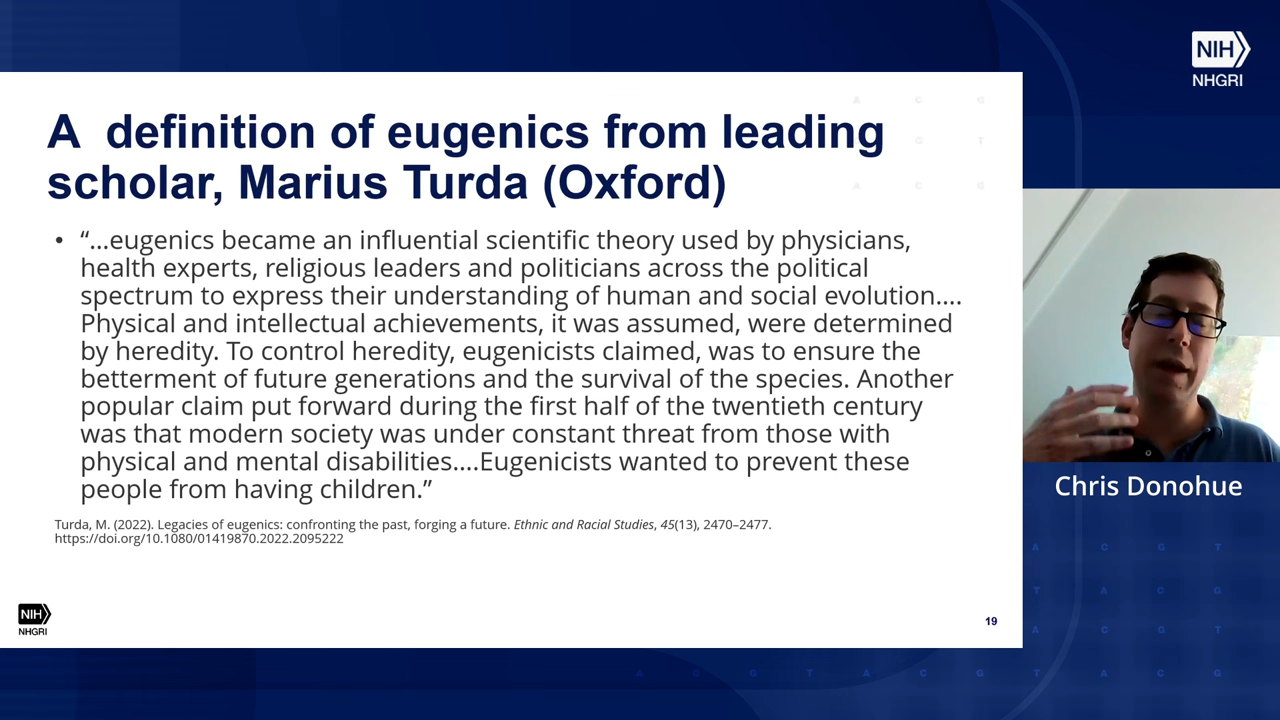 NIH
NHGRI
A definition of eugenics from leading
scholar, Marius Turda (Oxford)
• “…eugenics became an influential scientific theory used by physicians,
health experts, religious leaders and politicians across the political
spectrum to express their understanding of human and social evolution….
Physical and intellectual achievements, it was assumed, were determined
by heredity. To control heredity, eugenicists claimed, was to ensure the
betterment of future generations and the survival of the species. Another
popular claim put forward during the first half of the twentieth century
was that modern society was under constant threat from those with
physical and mental disabilities….Eugenicists wanted to prevent these
people from having children.”
Turda, M. (2022). Legacies of eugenics: confronting the past, forging a future. Ethnic and Racial Studies, 45(13), 2470–2477.
https://doi.org/10.1080/01419870.2022.2095222
NIH
NHGRI
19
Chris Donohue
A C G
G T
A C G
A C G T
T A C G
T A C G
A C G T A C G T A C G